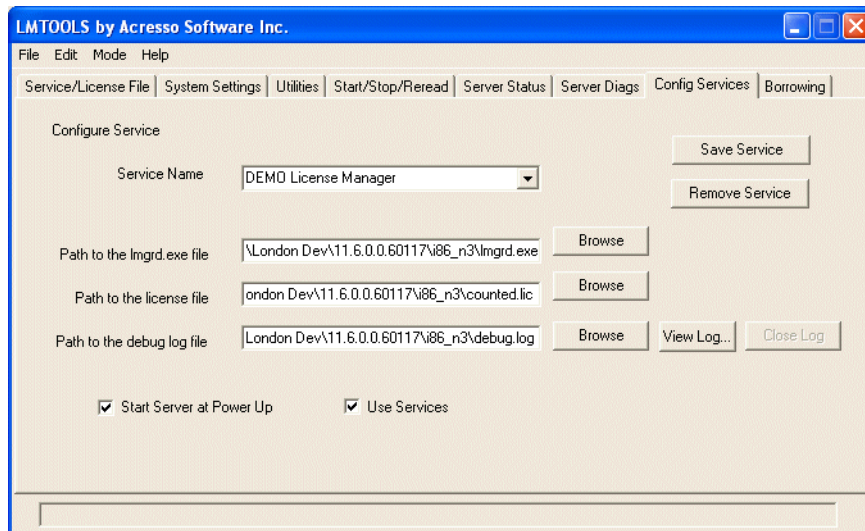 LMTOOLS by Acresso Software Inc.
File Edit Mode Help
Service/License File System Settings Utilities Start/Stop/Reread Server Status Server Diags Config Services Borrowing
Configure Service
Save Service
Service Name DEMO License Manager
Remove Service
Path to the lmgrd.exe file \London Dev\11.6.0.0.60117\i86_n3\lmgrd.exe Browse
Path to the license file ondon Dev\11.6.0.0.60117\i86_n3\counted.lic Browse
Path to the debug log file London Dev\11.6.0.0.60117\i86_n3\debug.log Browse View Log... Close Log
Start Server at Power Up Use Services